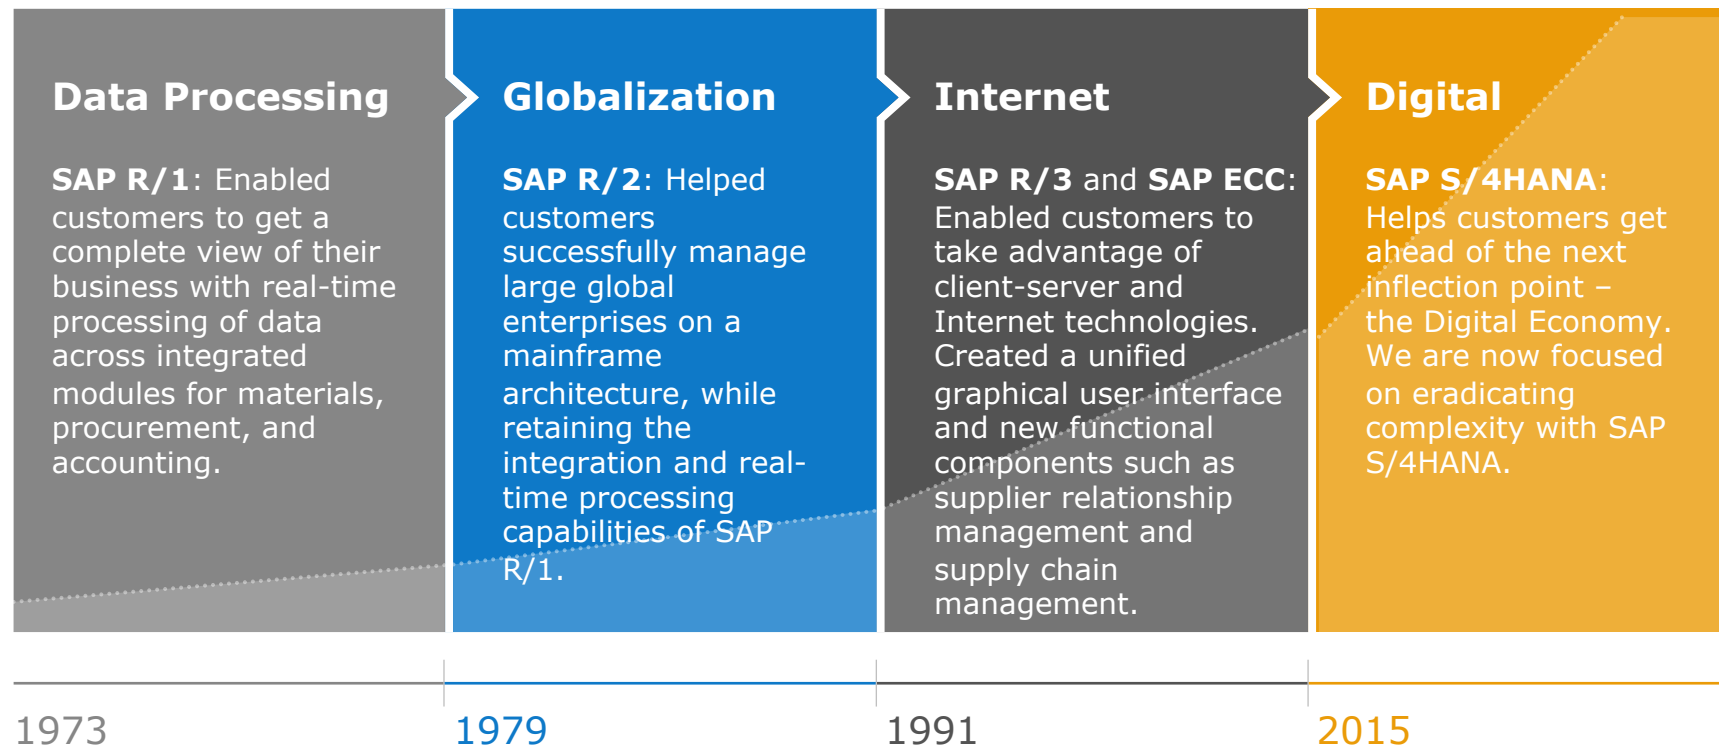 Data Processing
SAP R/1: Enabled
customers to get a
complete view of their
business with real-time
processing of data
across integrated
modules for materials,
procurement, and
accounting.
Globalization
SAP R/2: Helped
customers
successfully manage
large global
enterprises on a
mainframe
architecture, while
retaining the
integration and real-
time processing
capabilities of SAP
R/1.
Internet
SAP R/3 and SAP ECC:
Enabled customers to
take advantage of
client-server and
Internet technologies.
Created a unified
graphical user interface
and new functional
components such as
supplier relationship
management and
supply chain
management.
Digital
SAP S/4HANA:
Helps customers get
ahead of the next
inflection point –
the Digital Economy.
We are now focused
on eradicating
complexity with SAP
S/4HANA.
1973
1979
1991
2015